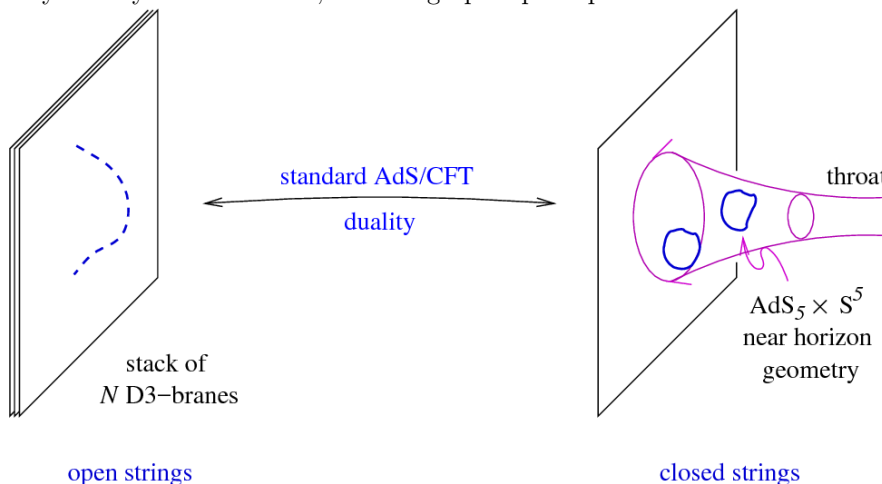 standard AdS/CFT
duality
throat
AdS5 × S5
near horizon
geometry
stack of
N D3−branes
open strings
closed strings